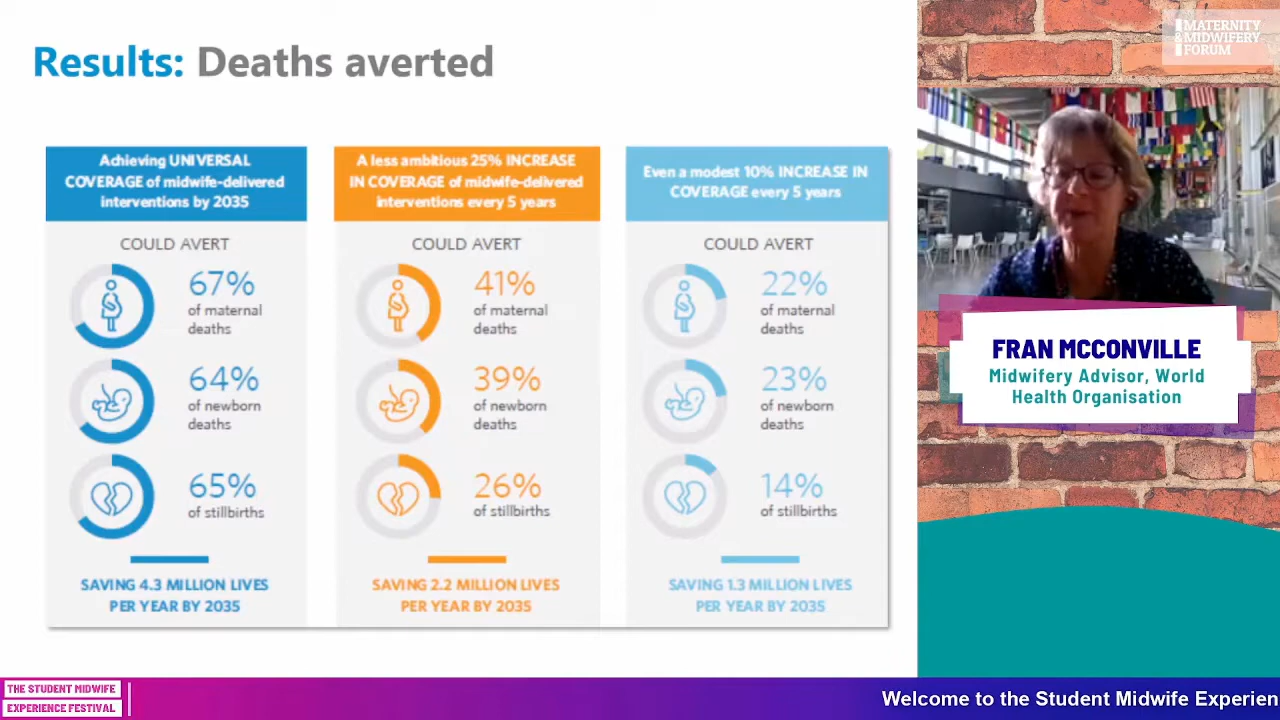 Results: Deaths averted
Achieving UNIVERSAL
COVERAGE of midwife-delivered
interventions by 2035
COULD AVERT
67%
of maternal
deaths
64%
of newborn
deaths
65%
of stillbirths
SAVING 4.3 MILLION LIVES
PER YEAR BY 2035
A less ambitious 25% INCREASE
IN COVERAGE of midwife-delivered
interventions every 5 years
COULD AVERT
41%
of maternal
deaths
39%
of newborn
deaths
26%
of stillbirths
SAVING 2.2 MILLION LIVES
PER YEAR BY 2035
Even a modest 10% INCREASE IN
COVERAGE every 5 years
COULD AVERT
22%
of maternal
deaths
23%
of newborn
deaths
14%
of stillbirths
SAVING 1.3 MILLION LIVES
PER YEAR BY 2035
MATERNITY
& MIDWIFERY
FORUM
FRAN MCCONVILLE
Midwifery Advisor, World
Health Organisation
THE STUDENT MIDWIFE
EXPERIENCE FESTIVAL
Welcome to the Student Midwife Experien